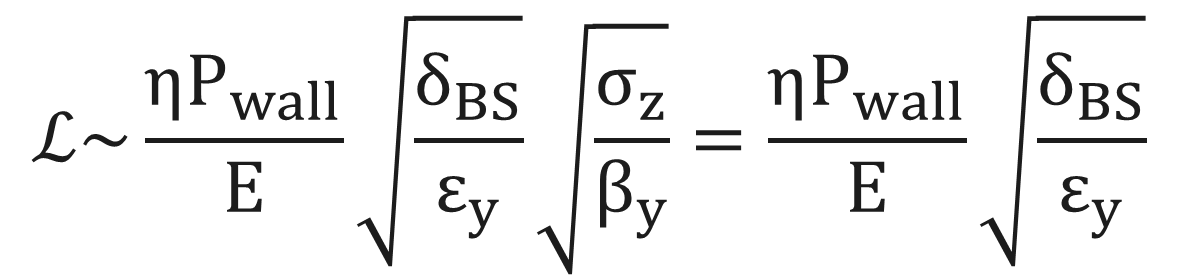 ℒ~ ηP_wall / E √(δ_BS / ε_y) √(σ_z / β_y) = ηP_wall / E √(δ_BS / ε_y)